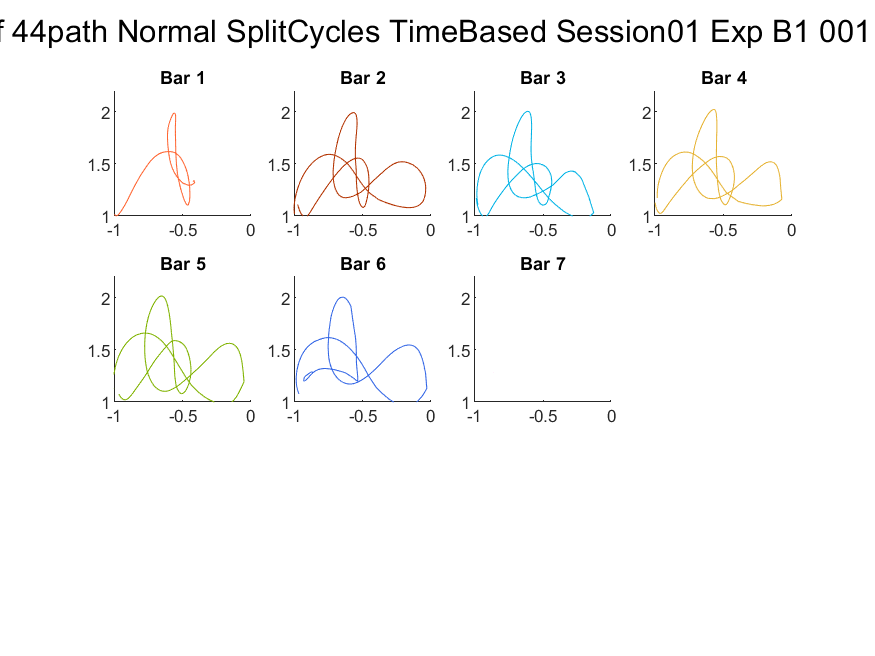 f 44path Normal SplitCycles TimeBased Session01 Exp B1 001
Bar 1 Bar 2 Bar 3 Bar 4
2 2 2 2
1.5 1.5 1.5 1.5
1 1 1 1
-1 -0.5 0 -1 -0.5 0 -1 -0.5 0 -1 -0.5 0
Bar 5 Bar 6 Bar 7
2 2 2
1.5 1.5 1.5
1 1 1
-1 -0.5 0 -1 -0.5 0 -1 -0.5 0